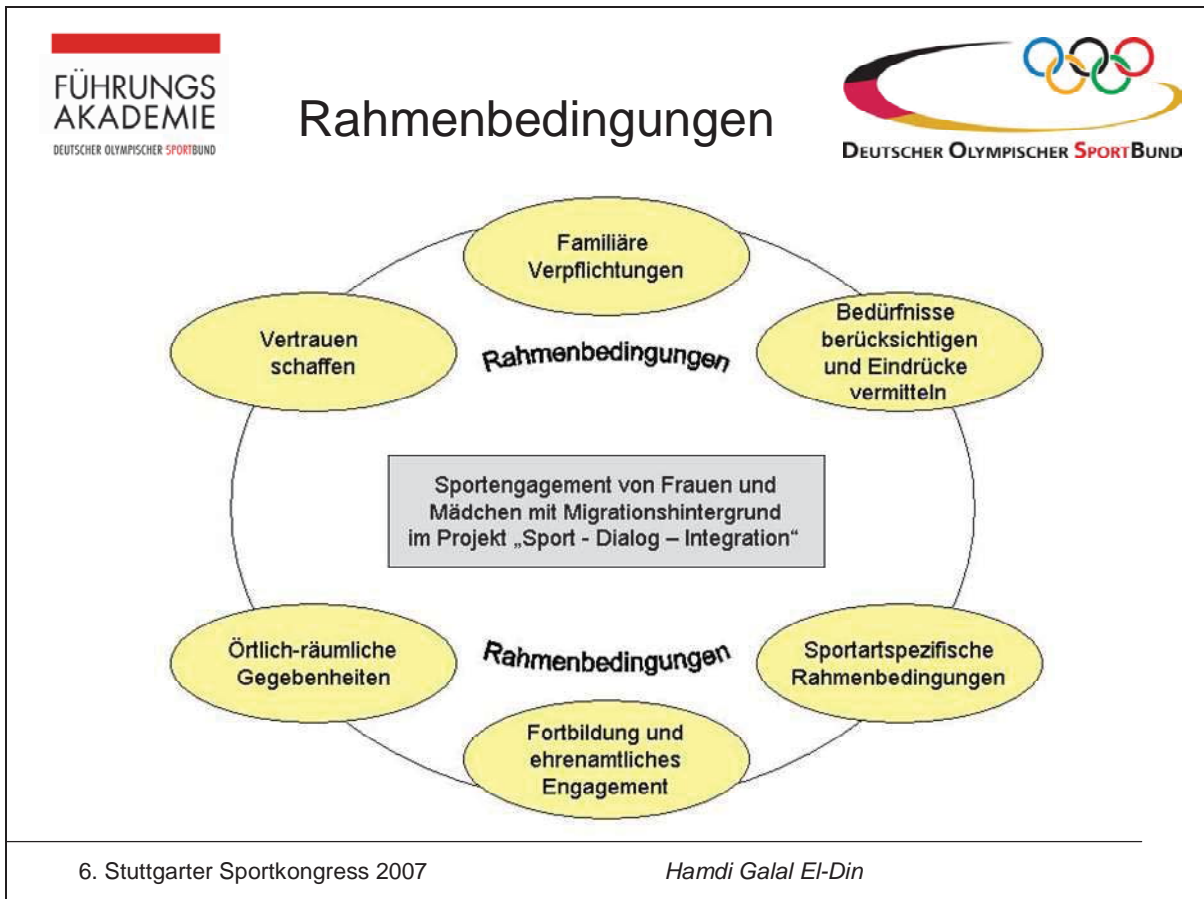 FÜHRUNGS
AKADEMIE
DEUTSCHER OLYMPISCHER SPORTBUND
Rahmenbedingungen
DEUTSCHER OLYMPISCHER SPORTBUND
Familiäre
Verpflichtungen
Vertrauen
schaffen
Rahmenbedingungen
Bedürfnisse
berücksichtigen
und Eindrücke
vermitteln
Sportengagement von Frauen und
Mädchen mit Migrationshintergrund
im Projekt „Sport - Dialog – Integration“
Örtlich-räumliche
Gegebenheiten
Rahmenbedingungen
Sportartspezifische
Rahmenbedingungen
Fortbildung und
ehrenamtliches
Engagement
6. Stuttgarter Sportkongress 2007
Hamdi Galal El-Din